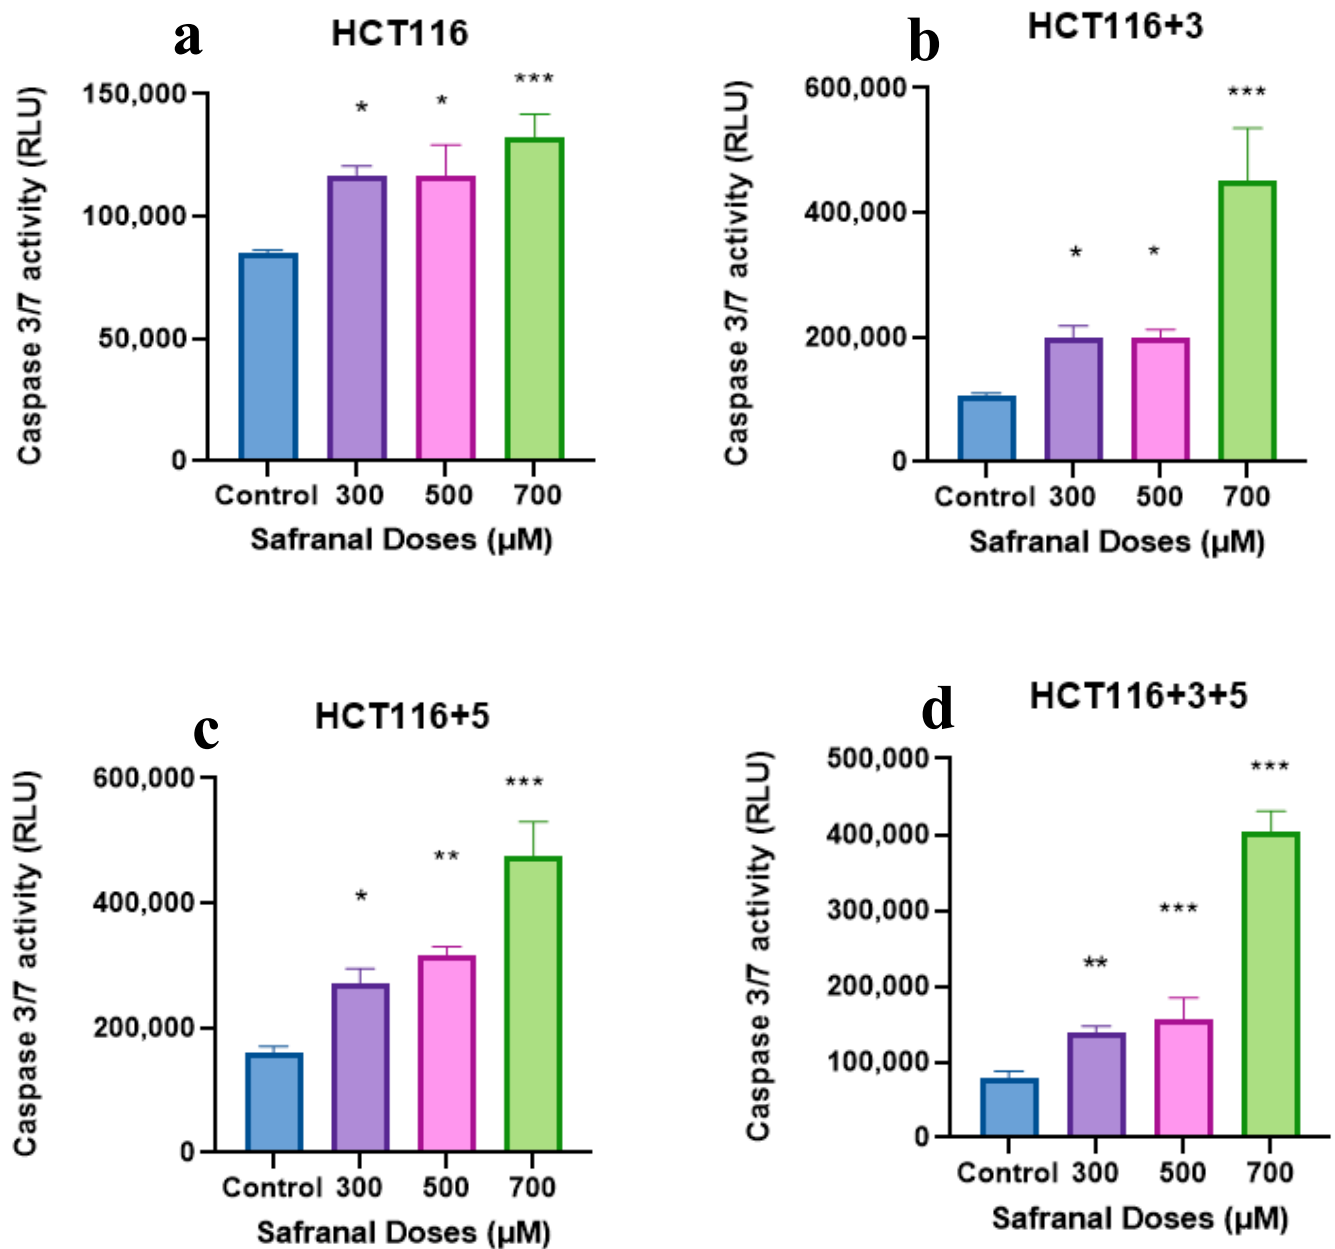 a
HCT116
Caspase 3/7 activity (RLU)
150,000
100,000
50,000
0
* * ***
Control 300 500 700
Safranal Doses (µM)
b
HCT116+3
Caspase 3/7 activity (RLU)
600,000
400,000
200,000
0
* * ***
Control 300 500 700
Safranal Doses (µM)
c
HCT116+5
Caspase 3/7 activity (RLU)
600,000
400,000
200,000
0
* ** ***
Control 300 500 700
Safranal Doses (µM)
d
HCT116+3+5
Caspase 3/7 activity (RLU)
500,000
400,000
300,000
200,000
100,000
0
** *** ***
Control 300 500 700
Safranal Doses (µM)